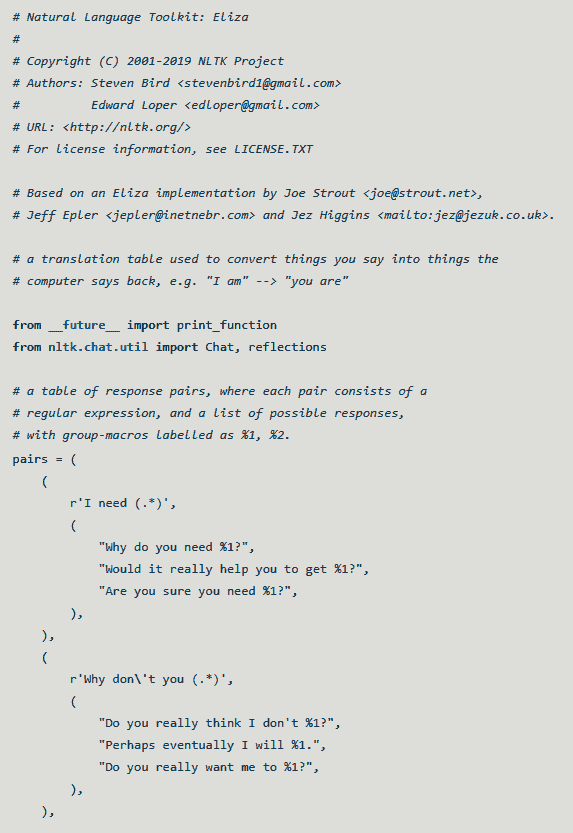 # Natural Language Toolkit: Eliza
#
# Copyright (C) 2001-2019 NLTK Project
# Authors: Steven Bird <stevenbird1@gmail.com>
#          Edward Loper <edloper@gmail.com>
# URL: <http://nltk.org/>
# For license information, see LICENSE.TXT

# Based on an Eliza implementation by Joe Strout <joe@strout.net>,
# Jeff Epler <jepler@inetnebr.com> and Jez Higgins <mailto:jez@jezuk.co.uk>.

# a translation table used to convert things you say into things the
# computer says back, e.g. "I am" --> "you are"

from __future__ import print_function
from nltk.chat.util import Chat, reflections

# a table of response pairs, where each pair consists of a
# regular expression, and a list of possible responses,
# with group-macros labelled as %1, %2.
pairs = (
    (
        r'I need (.*)',
        (
            "Why do you need %1?",
            "Would it really help you to get %1?",
            "Are you sure you need %1?",
        ),
    ),
    (
        r'Why don\'t you (.*)',
        (
            "Do you really think I don't %1?",
            "Perhaps eventually I will %1.",
            "Do you really want me to %1?",
        ),
    ),